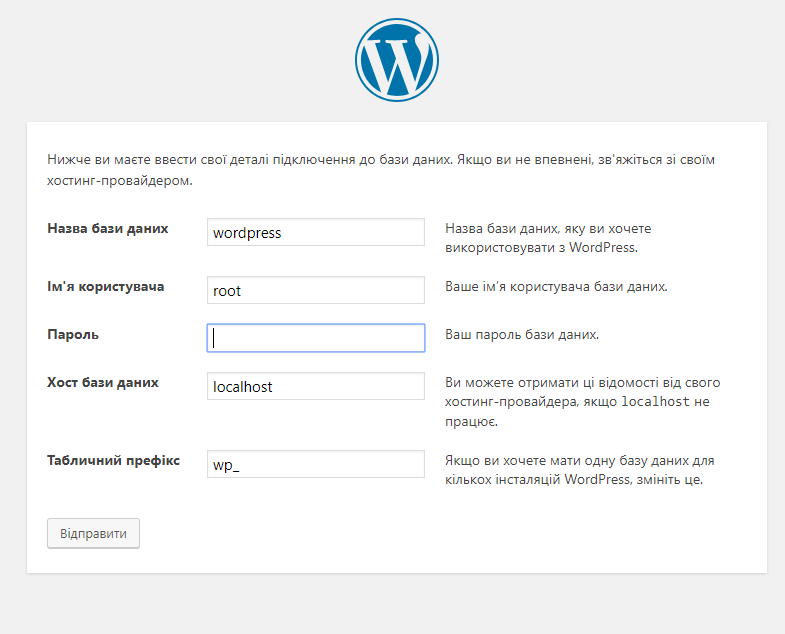 Нижче ви маєте ввести свої деталі підключення до бази даних. Якщо ви не впевнені, зв'яжіться зі своїм
хостинг-провайдером.
Назва бази даних
wordpress
Назва бази даних, яку ви хочете
використовувати з WordPress.
Ім'я користувача
root
Ваше ім’я користувача бази даних.
Пароль
Ваш пароль бази даних.
Хост бази даних
localhost
Ви можете отримати ці відомості від свого
хостинг-провайдера, якщо localhost не
працює.
Табличний префікс
wp_
Якщо ви хочете мати одну базу даних для
кількох інсталяцій WordPress, змініть це.
Відправити